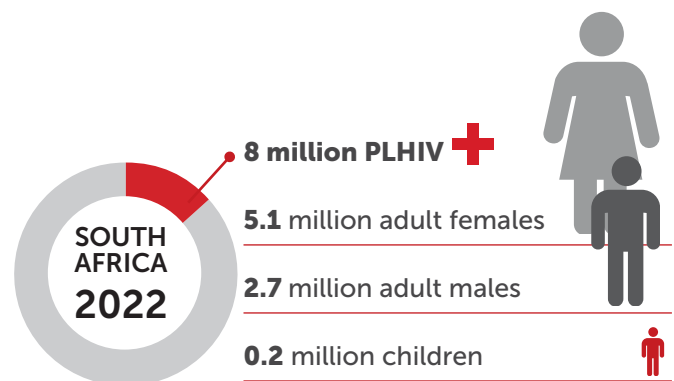 8 million PLHIV
SOUTH
AFRICA
2022
5.1 million adult females
2.7 million adult males
0.2 million children